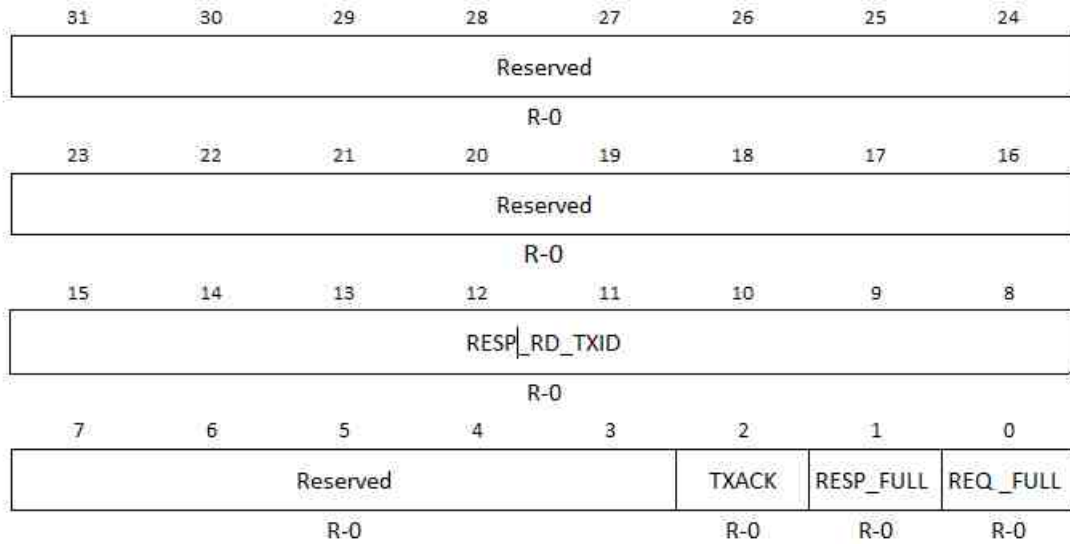 31 30 29 28 27 26 25 24
Reserved
R-0
23 22 21 20 19 18 17 16
Reserved
R-0
15 14 13 12 11 10 9 8
RESP_RD_TXID
R-0
7 6 5 4 3 2 1 0
Reserved TXACK RESP_FULL REQ_FULL
R-0 R-0 R-0 R-0